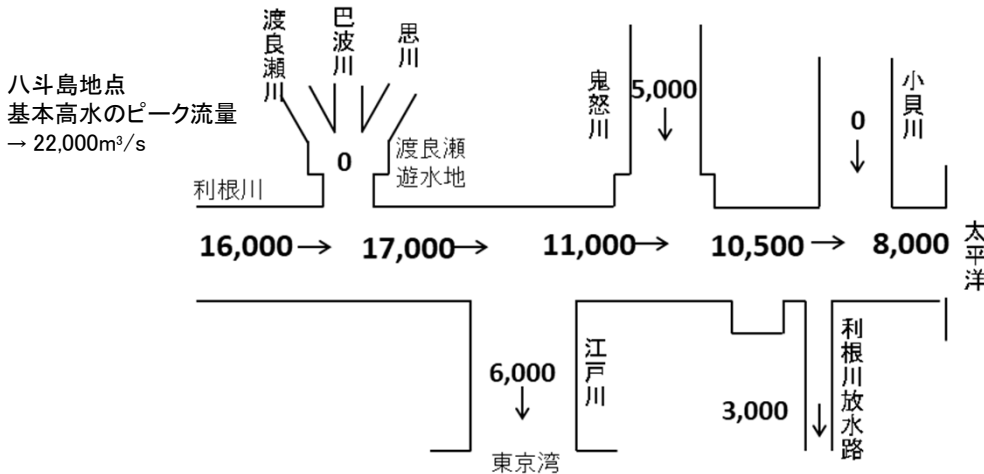 八斗島地点
基本高水のピーク流量
→ 22,000m³/s
渡良瀬川
巴波川
思川
0
渡良瀬
遊水地
利根川
鬼怒川
5,000
0
小貝川
16,000→
17,000→
11,000→
10,500→
8,000
太平洋
6,000
江戸川
東京湾
3,000
利根川放水路